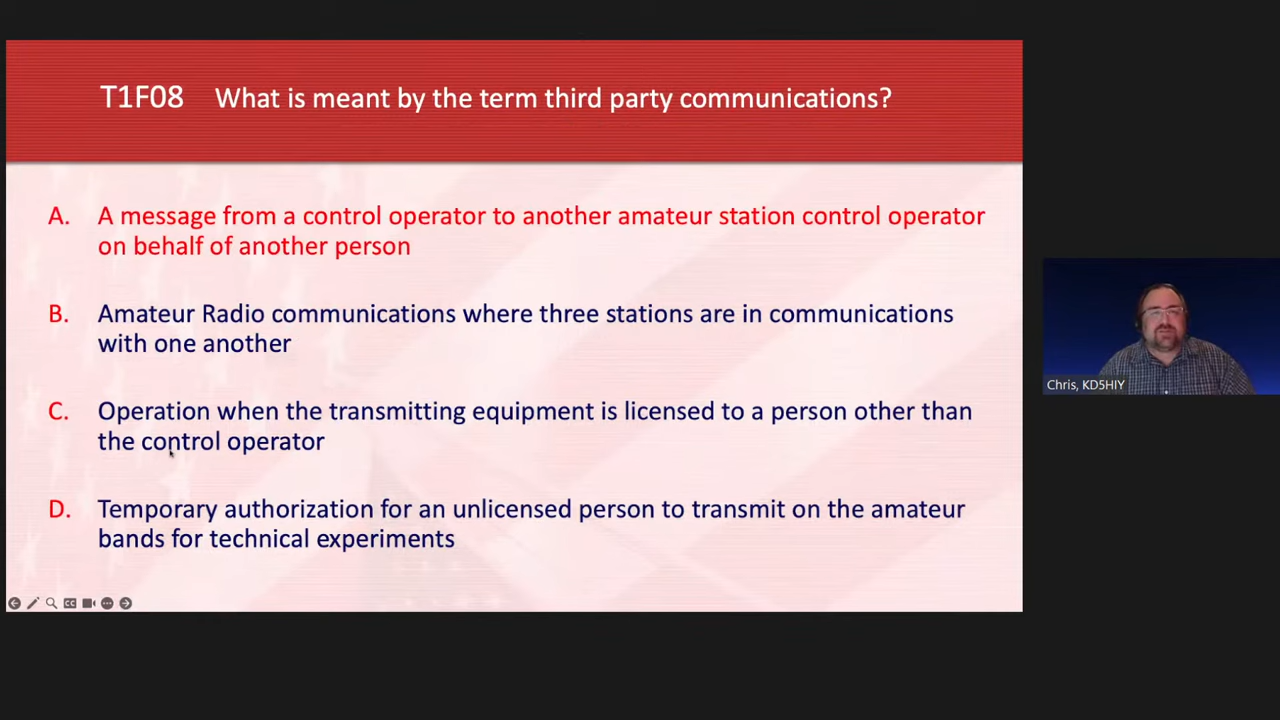 T1F08 What is meant by the term third party communications?
A. A message from a control operator to another amateur station control operator
on behalf of another person
B. Amateur Radio communications where three stations are in communications
with one another
C. Operation when the transmitting equipment is licensed to a person other than
the control operator
D. Temporary authorization for an unlicensed person to transmit on the amateur
bands for technical experiments
Chris, KD5HIY
CC